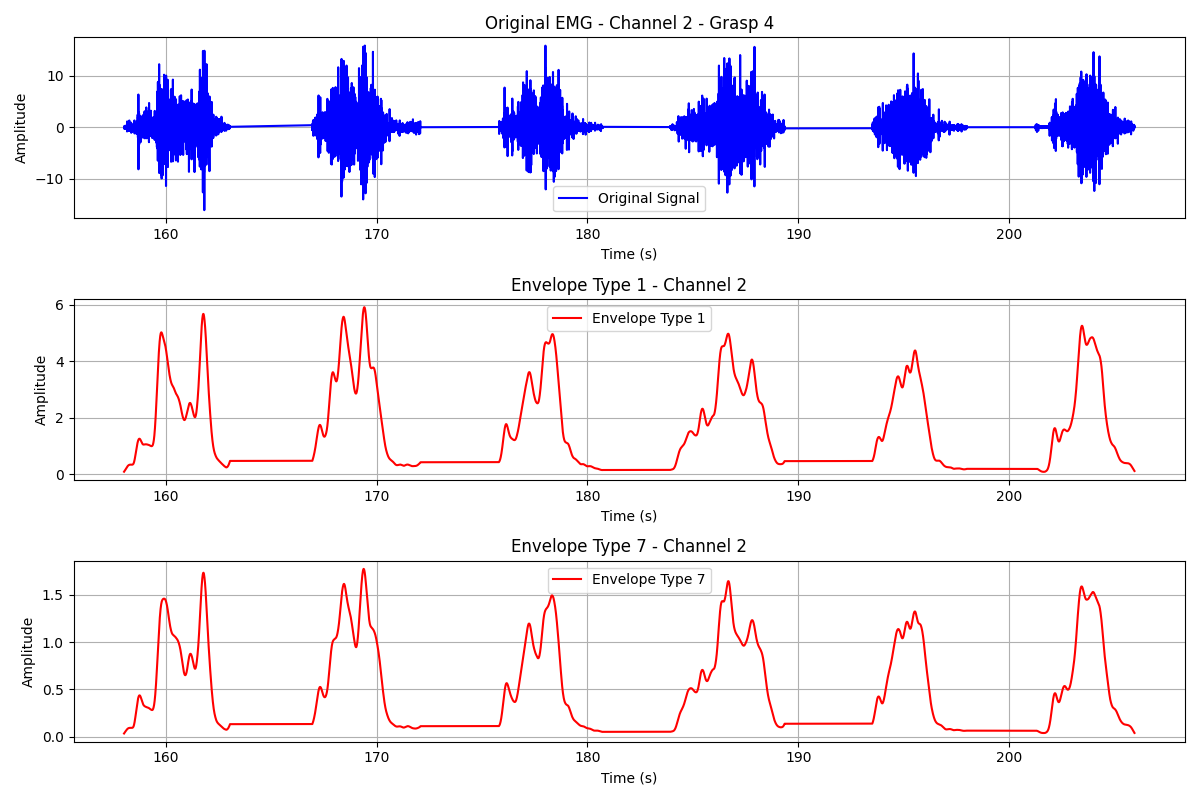 Original EMG - Channel 2 - Grasp 4
Amplitude
10
0
−10
Original Signal
160 170 180 190 200
Time (s)
Envelope Type 1 - Channel 2
Amplitude
6
4
2
0
Envelope Type 1
160 170 180 190 200
Time (s)
Envelope Type 7 - Channel 2
Amplitude
1.5
1.0
0.5
0.0
Envelope Type 7
160 170 180 190 200
Time (s)